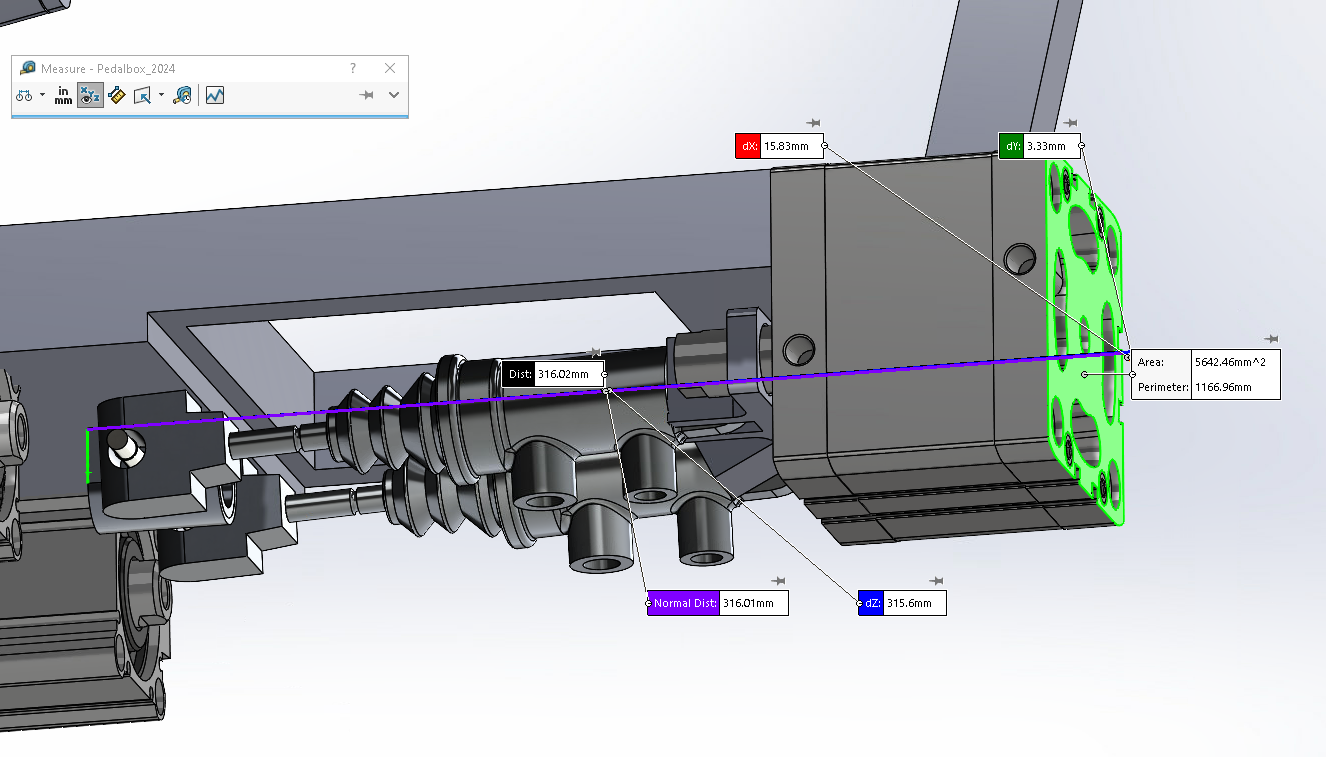 Measure - Pedalbox_2024
?
in
mm
XYZ
dX: 15.83mm
dY: 3.33mm
Dist: 316.02mm
Area: 5642.46mm^2
Perimeter: 1166.96mm
Normal Dist: 316.01mm
dZ: 315.6mm